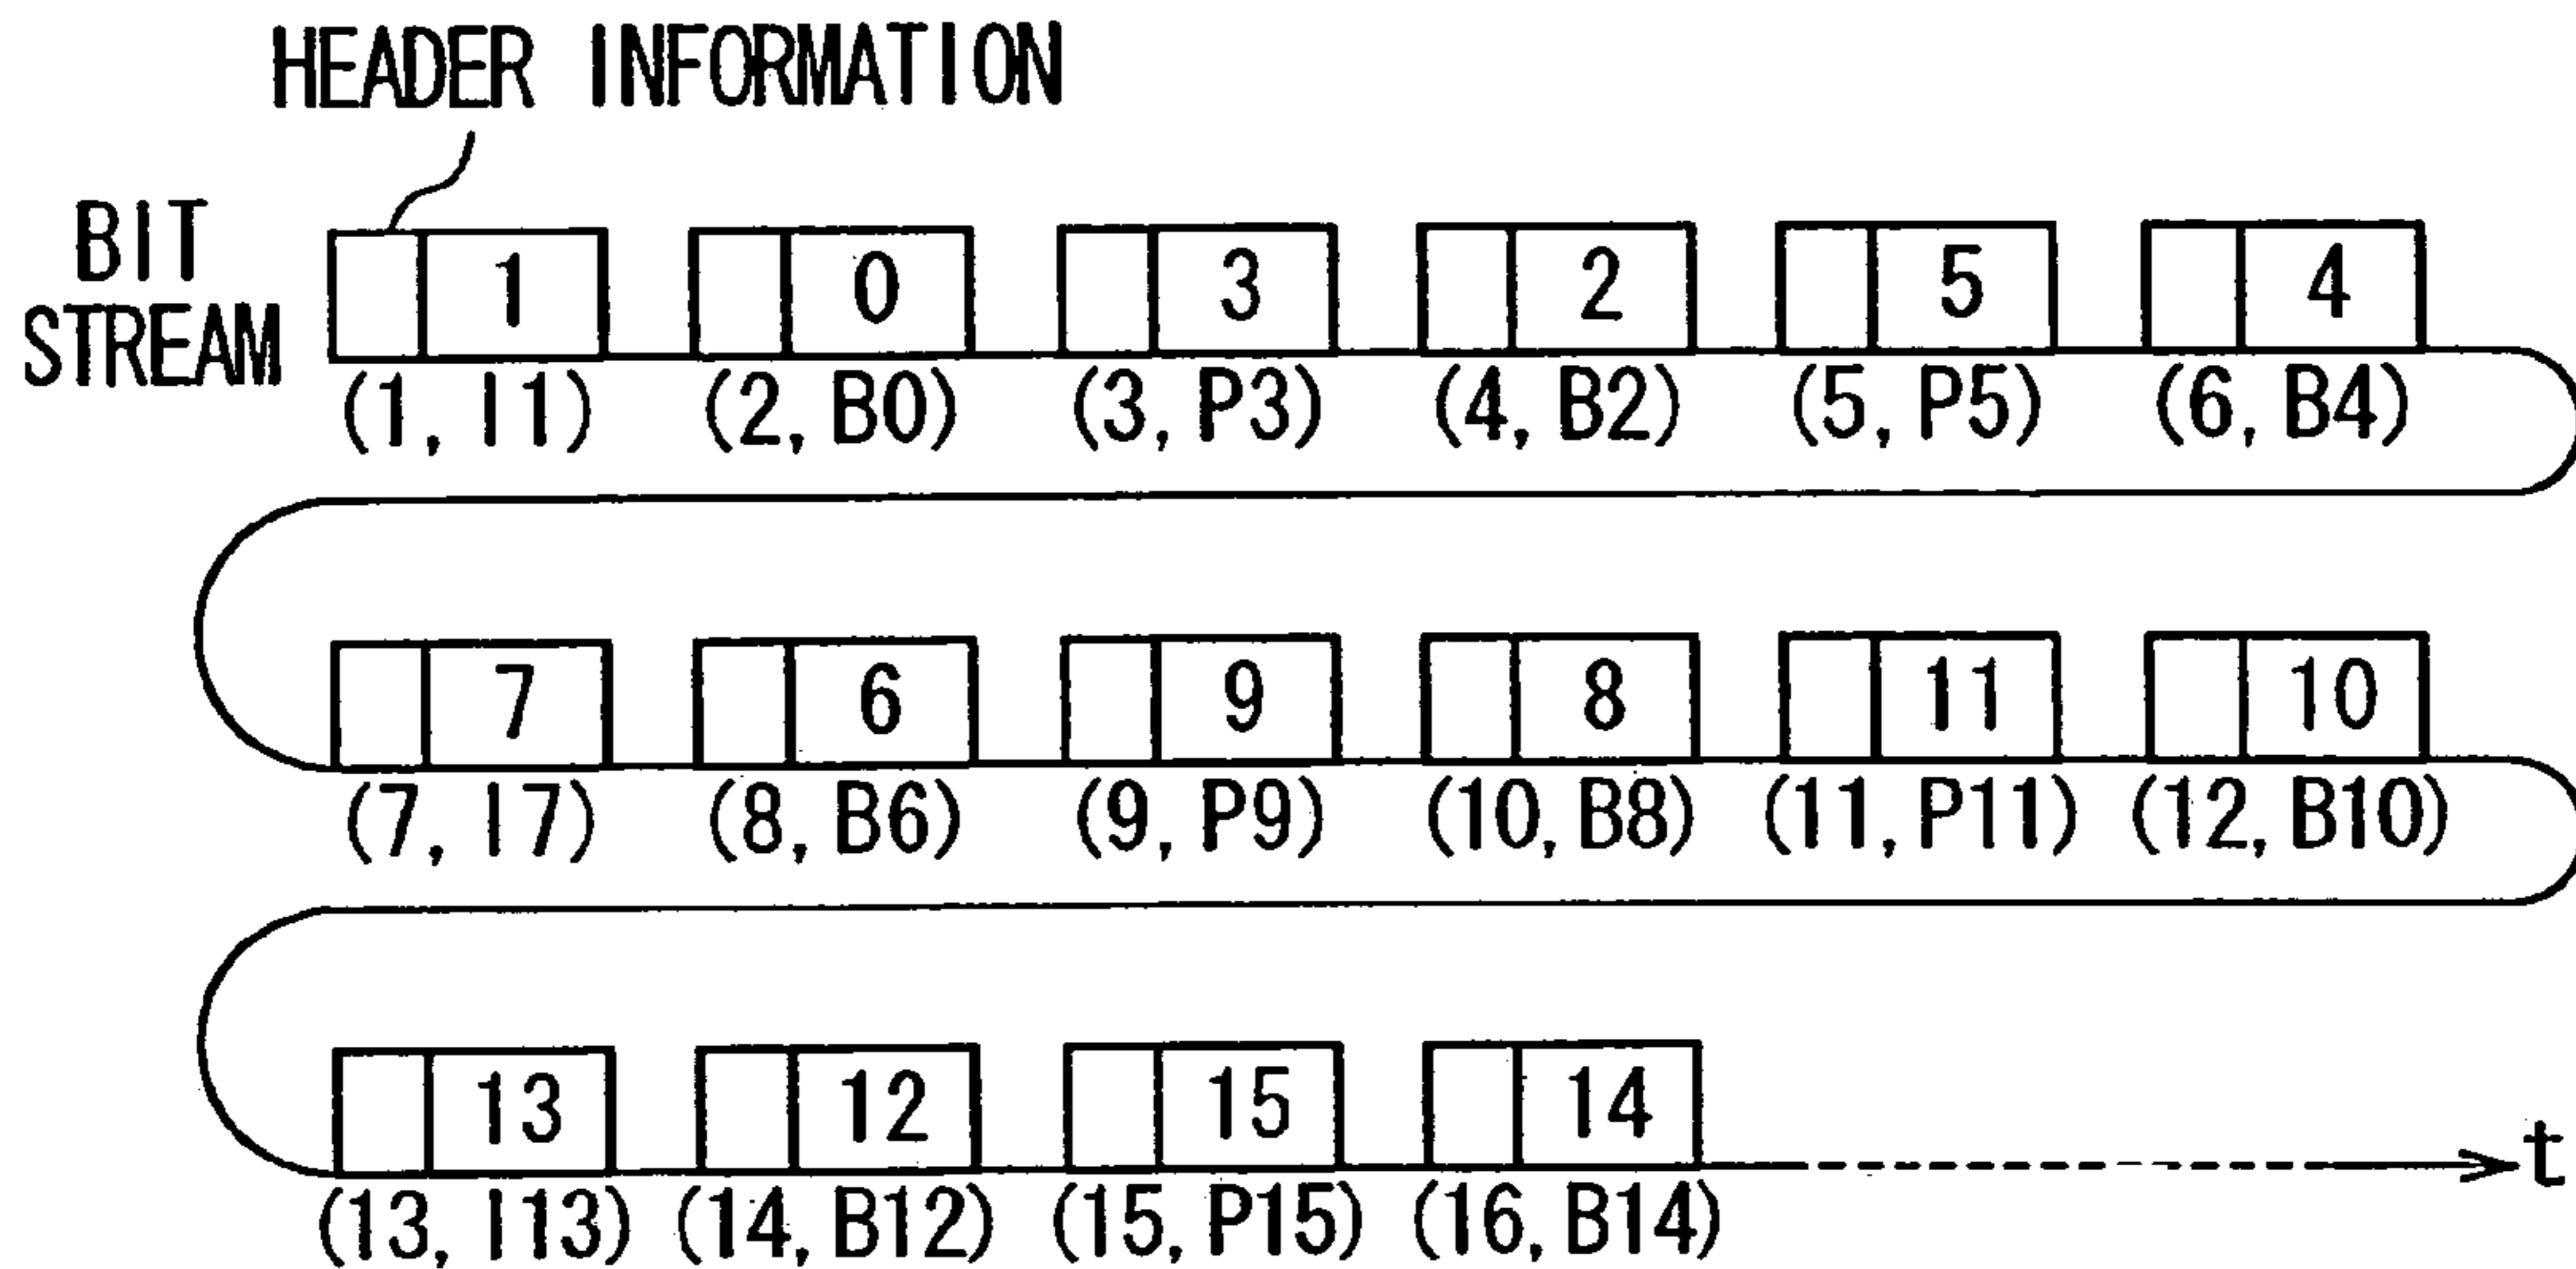 HEADER INFORMATION
BIT
STREAM
1 0 3 2 5 4
(1, I1) (2, B0) (3, P3) (4, B2) (5, P5) (6, B4)
7 6 9 8 11 10
(7, I7) (8, B6) (9, P9) (10, B8) (11, P11) (12, B10)
13 12 15 14
t
(13, I13) (14, B12) (15, P15) (16, B14)